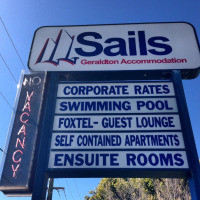 Sails
Geraldton Accommodation
NO VACANCY
CORPORATE RATES
SWIMMING POOL
FOXTEL- GUEST LOUNGE
SELF CONTAINED APARTMENTS
ENSUITE ROOMS